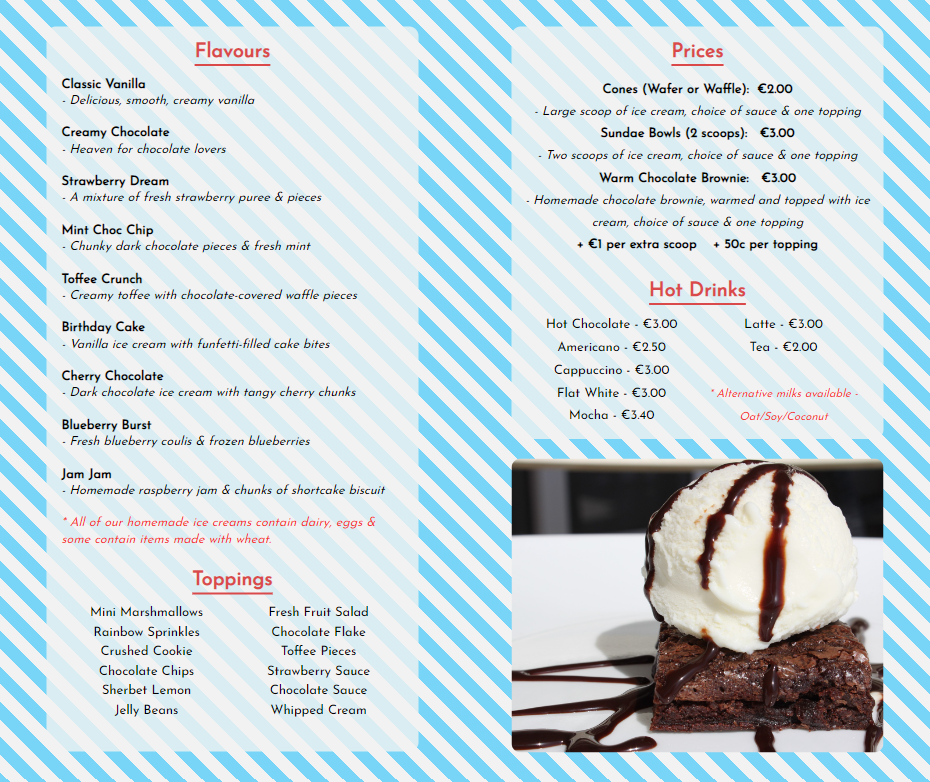 Flavours
Classic Vanilla
- Delicious, smooth, creamy vanilla
Creamy Chocolate
- Heaven for chocolate lovers
Strawberry Dream
- A mixture of fresh strawberry puree & pieces
Mint Choc Chip
- Chunky dark chocolate pieces & fresh mint
Toffee Crunch
- Creamy toffee with chocolate-covered waffle pieces
Birthday Cake
- Vanilla ice cream with funfetti-filled cake bites
Cherry Chocolate
- Dark chocolate ice cream with tangy cherry chunks
Blueberry Burst
- Fresh blueberry coulis & frozen blueberries
Jam Jam
- Homemade raspberry jam & chunks of shortcake biscuit
* All of our homemade ice creams contain dairy, eggs &
some contain items made with wheat.
Toppings
Mini Marshmallows
Rainbow Sprinkles
Crushed Cookie
Chocolate Chips
Sherbet Lemon
Jelly Beans
Fresh Fruit Salad
Chocolate Flake
Toffee Pieces
Strawberry Sauce
Chocolate Sauce
Whipped Cream
Prices
Cones (Wafer or Waffle): €2.00
- Large scoop of ice cream, choice of sauce & one topping
Sundae Bowls (2 scoops): €3.00
- Two scoops of ice cream, choice of sauce & one topping
Warm Chocolate Brownie: €3.00
- Homemade chocolate brownie, warmed and topped with ice
cream, choice of sauce & one topping
+ €1 per extra scoop + 50c per topping
Hot Drinks
Hot Chocolate - €3.00
Americano - €2.50
Cappuccino - €3.00
Flat White - €3.00
Mocha - €3.40
Latte - €3.00
Tea - €2.00
* Alternative milks available -
Oat/Soy/Coconut